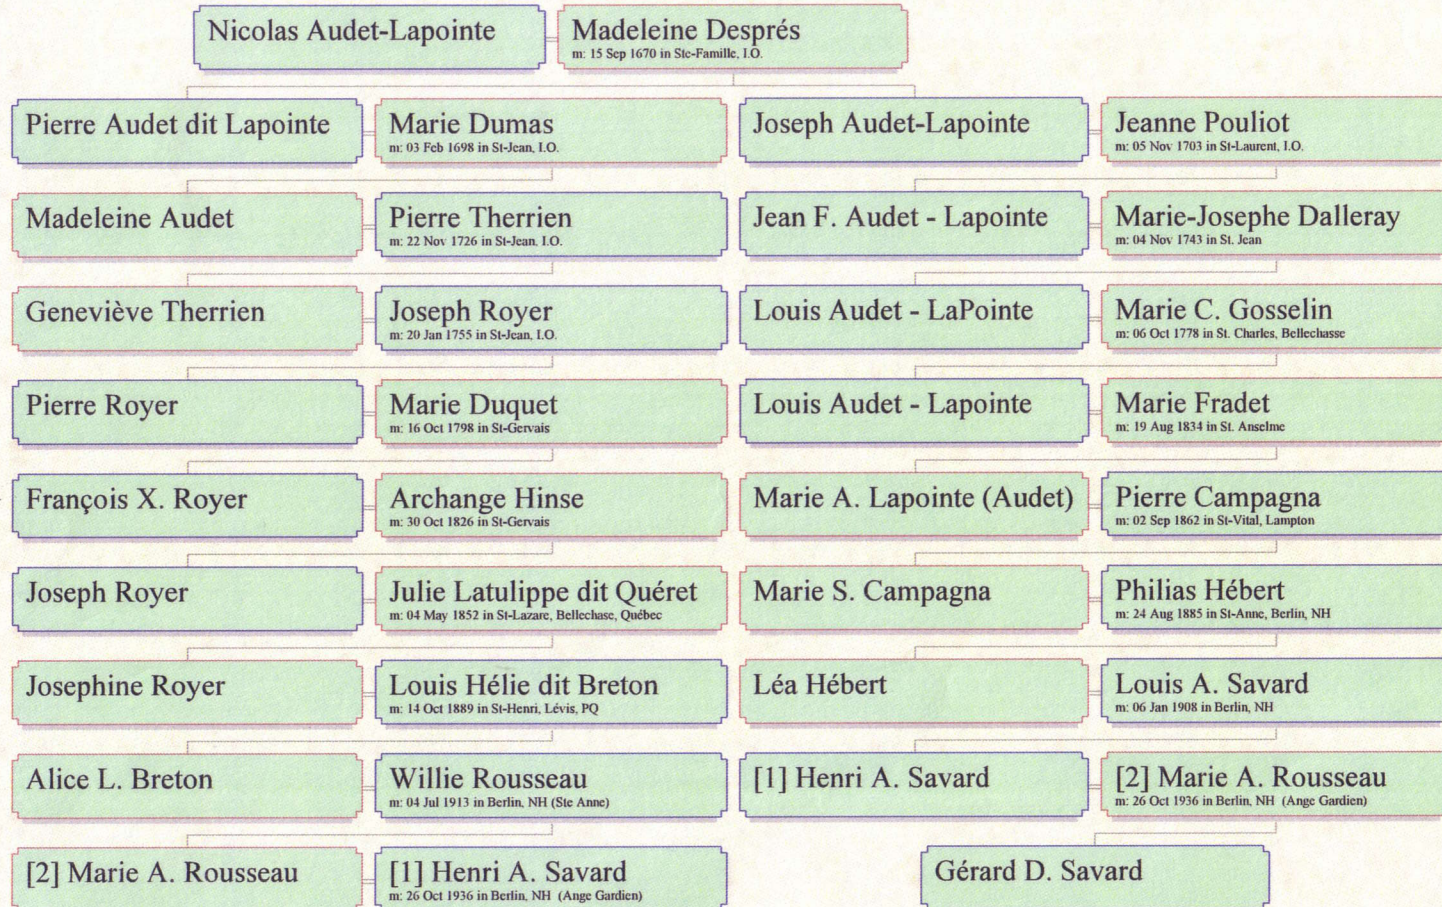 Nicolas Audet-Lapointe
Madeleine Després
m: 15 Sep 1670 in Ste-Famille, I.O.
Pierre Audet dit Lapointe
Marie Dumas
m: 03 Feb 1698 in St-Jean, I.O.
Joseph Audet-Lapointe
Jeanne Pouliot
m: 05 Nov 1703 in St-Laurent, I.O.
Madeleine Audet
Pierre Therrien
m: 22 Nov 1726 in St-Jean, I.O.
Jean F. Audet - Lapointe
Marie-Josephe Dalleray
m: 04 Nov 1743 in St. Jean
Geneviève Therrien
Joseph Royer
m: 20 Jan 1755 in St-Jean, I.O.
Louis Audet - LaPointe
Marie C. Gosselin
m: 06 Oct 1778 in St. Charles, Bellechasse
Pierre Royer
Marie Duquet
m: 16 Oct 1798 in St-Gervais
Louis Audet - Lapointe
Marie Fradet
m: 19 Aug 1834 in St. Anselme
François X. Royer
Archange Hinse
m: 30 Oct 1826 in St-Gervais
Marie A. Lapointe (Audet)
Pierre Campagna
m: 02 Sep 1862 in St-Vital, Lampton
Joseph Royer
Julie Latulippe dit Quéret
m: 04 May 1852 in St-Lazare, Bellechase, Québec
Marie S. Campagna
Philias Hébert
m: 24 Aug 1885 in St-Anne, Berlin, NH
Josephine Royer
Louis Hélie dit Breton
m: 14 Oct 1889 in St-Henri, Lévis, PQ
Léa Hébert
Louis A. Savard
m: 06 Jan 1908 in Berlin, NH
Alice L. Breton
Willie Rousseau
m: 04 Jul 1913 in Berlin, NH (Ste Anne)
[1] Henri A. Savard
[2] Marie A. Rousseau
m: 26 Oct 1936 in Berlin, NH (Ange Gardien)
[2] Marie A. Rousseau
[1] Henri A. Savard
m: 26 Oct 1936 in Berlin, NH (Ange Gardien)
Gérard D. Savard